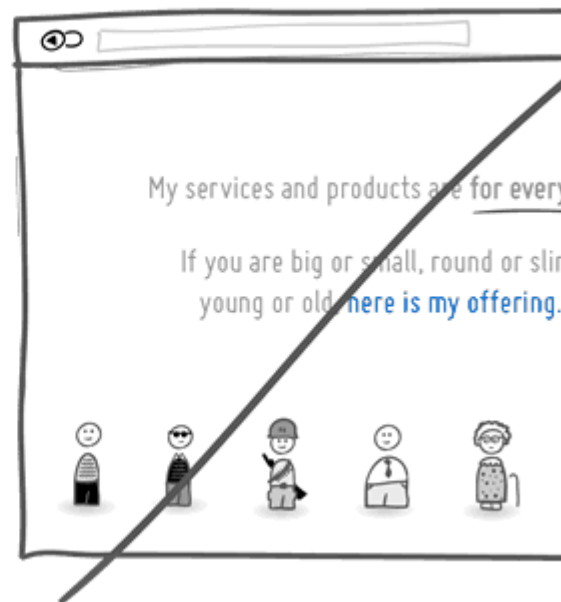 My services and products are for every
If you are big or small, round or slim
young or old, here is my offering.